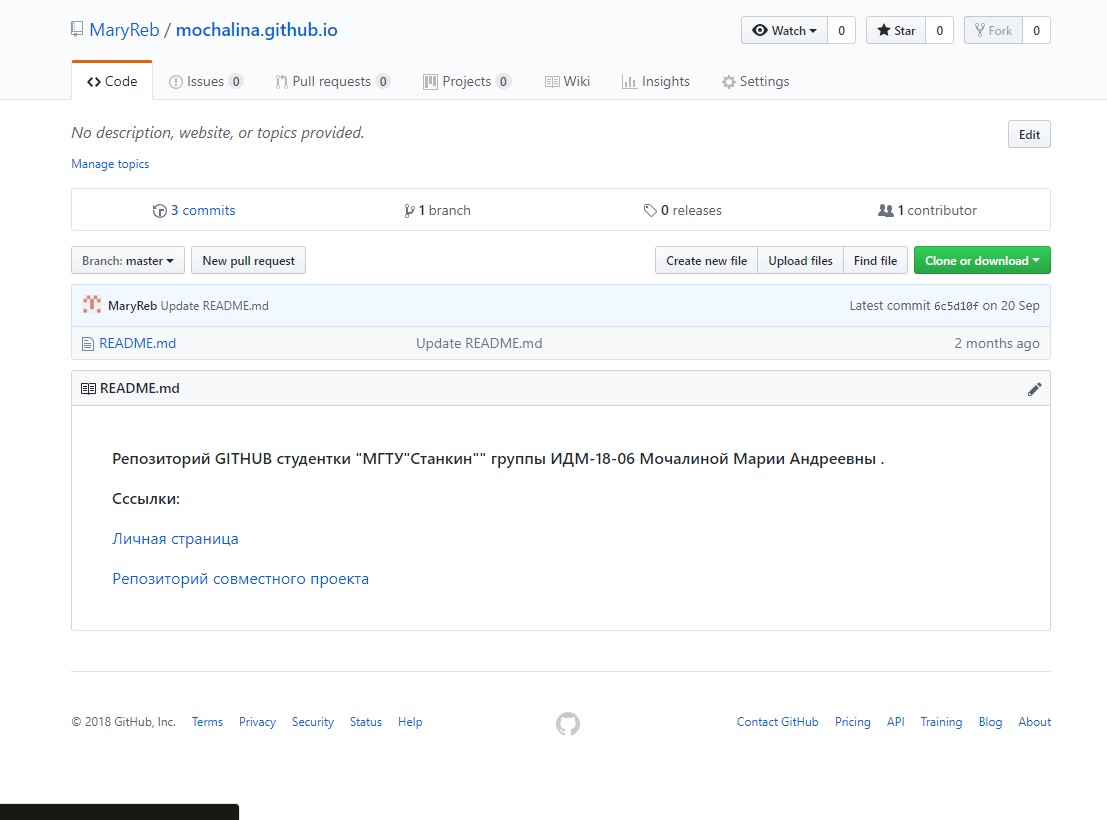 MaryReb / mochalina.github.io Watch 0 Star 0 Fork 0
Code Issues 0 Pull requests 0 Projects 0 Wiki Insights Settings
No description, website, or topics provided. Edit
Manage topics
3 commits 1 branch 0 releases 1 contributor
Branch: master New pull request Create new file Upload files Find file Clone or download
MaryReb Update README.md Latest commit 6c5d10f on 20 Sep
README.md Update README.md 2 months ago
README.md
Репозиторий GITHUB студентки "МГТУ"Станкин"" группы ИДМ-18-06 Мочалиной Марии Андреевны .
Сссылки:
Личная страница
Репозиторий совместного проекта
© 2018 GitHub, Inc. Terms Privacy Security Status Help Contact GitHub Pricing API Training Blog About